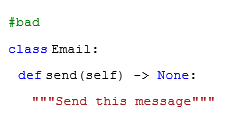 #bad
class Email:
def send(self) -> None:
"""Send this message"""